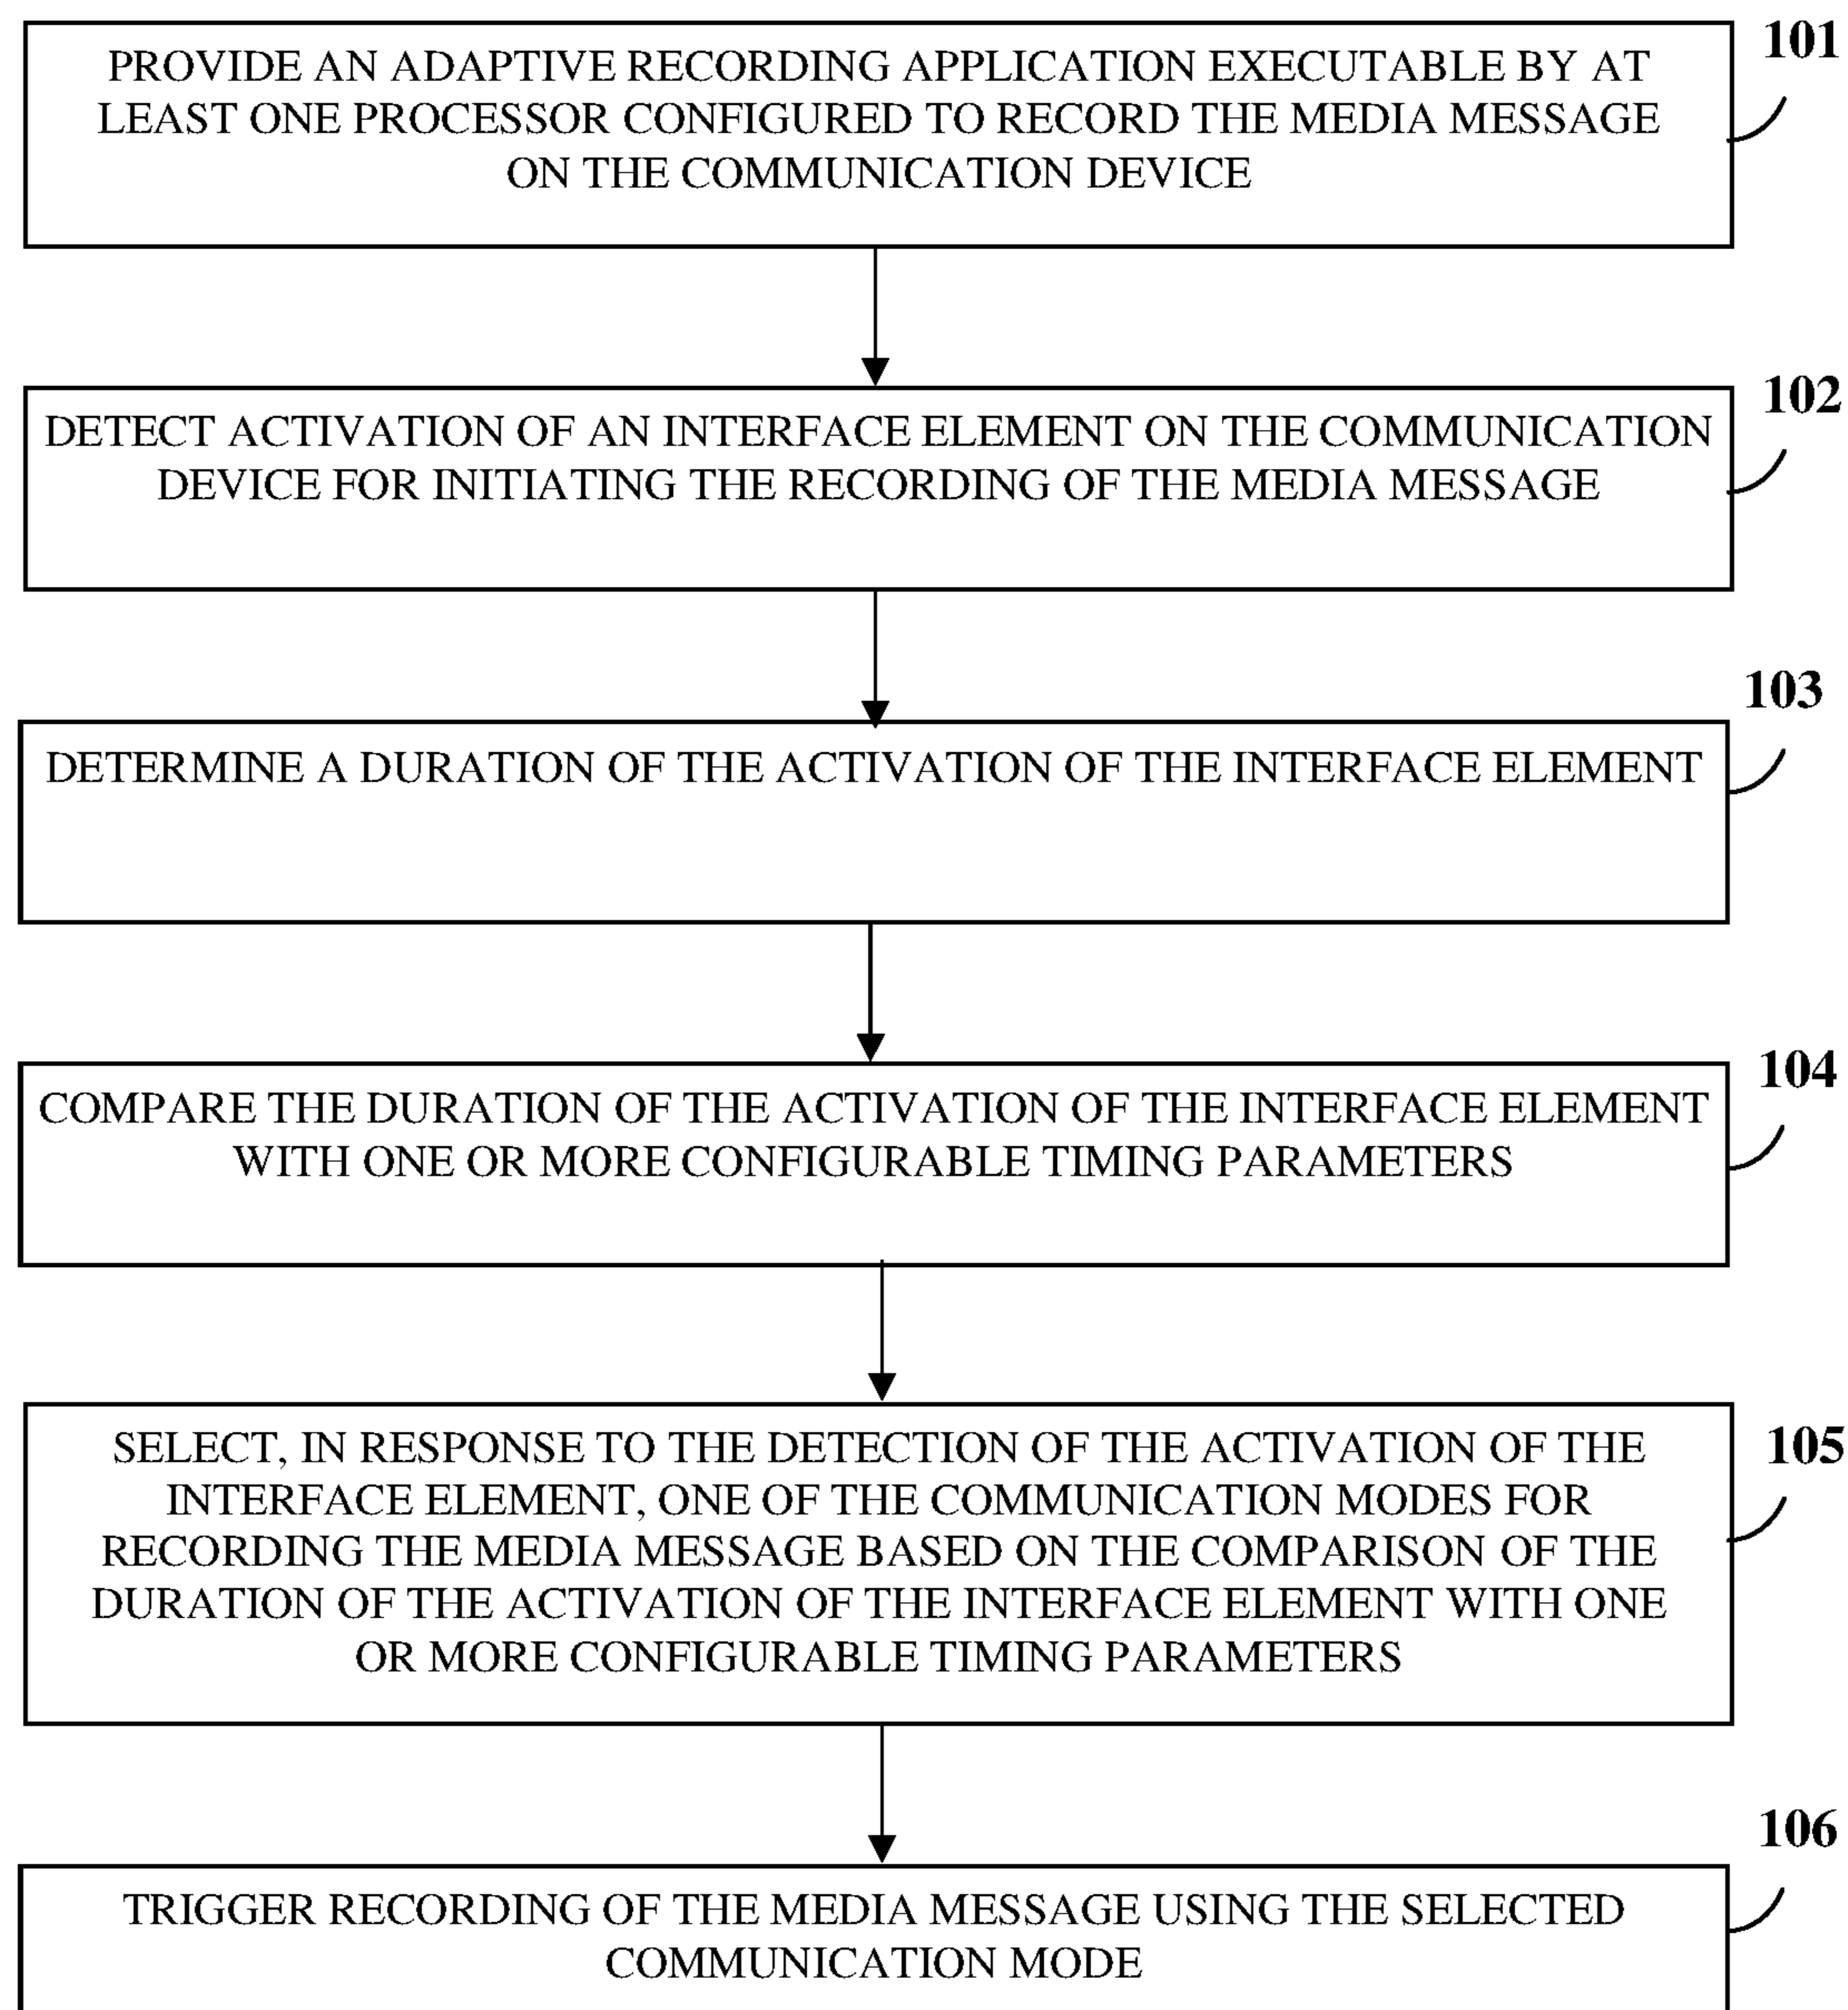 101
PROVIDE AN ADAPTIVE RECORDING APPLICATION EXECUTABLE BY AT
LEAST ONE PROCESSOR CONFIGURED TO RECORD THE MEDIA MESSAGE
ON THE COMMUNICATION DEVICE
102
DETECT ACTIVATION OF AN INTERFACE ELEMENT ON THE COMMUNICATION
DEVICE FOR INITIATING THE RECORDING OF THE MEDIA MESSAGE
103
DETERMINE A DURATION OF THE ACTIVATION OF THE INTERFACE ELEMENT
104
COMPARE THE DURATION OF THE ACTIVATION OF THE INTERFACE ELEMENT
WITH ONE OR MORE CONFIGURABLE TIMING PARAMETERS
105
SELECT, IN RESPONSE TO THE DETECTION OF THE ACTIVATION OF THE
INTERFACE ELEMENT, ONE OF THE COMMUNICATION MODES FOR
RECORDING THE MEDIA MESSAGE BASED ON THE COMPARISON OF THE
DURATION OF THE ACTIVATION OF THE INTERFACE ELEMENT WITH ONE
OR MORE CONFIGURABLE TIMING PARAMETERS
106
TRIGGER RECORDING OF THE MEDIA MESSAGE USING THE SELECTED
COMMUNICATION MODE